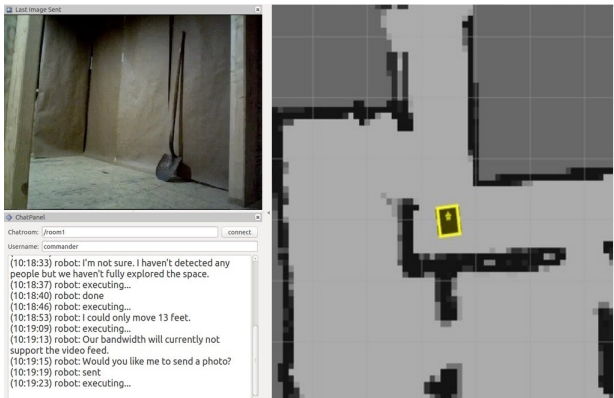 Last Image Sent
ChatPanel
Chatroom: /room1 connect
Username: commander
(10:18:33) robot: I'm not sure. I haven't detected any
people but we haven't fully explored the space.
(10:18:37) robot: executing...
(10:18:40) robot: done
(10:18:46) robot: executing...
(10:18:53) robot: I could only move 13 feet.
(10:19:09) robot: executing...
(10:19:13) robot: Our bandwidth will currently not
support the video feed.
(10:19:15) robot: Would you like me to send a photo?
(10:19:19) robot: sent
(10:19:23) robot: executing...